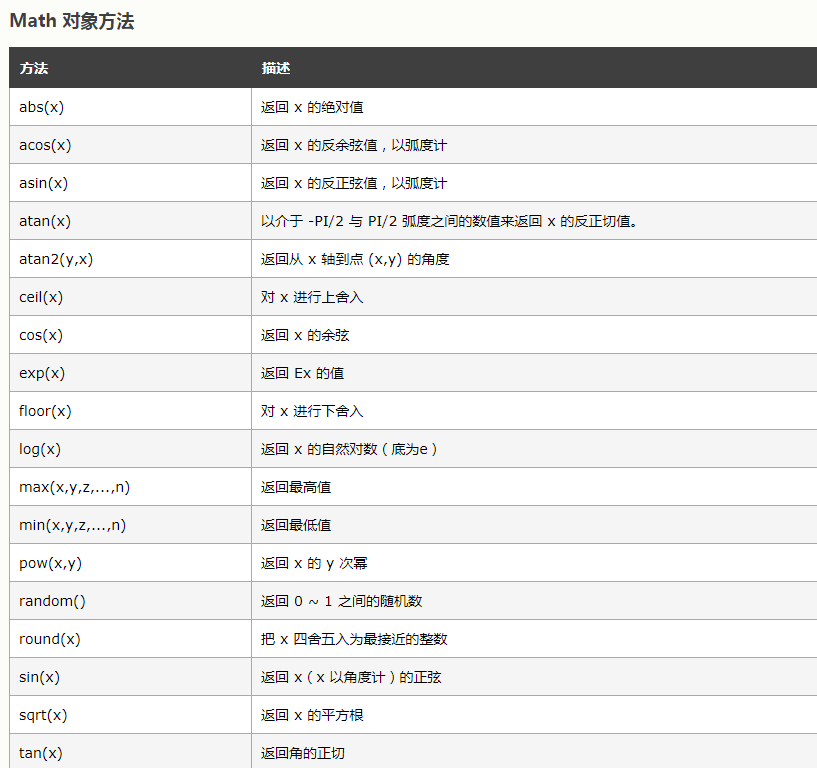 Math 对象方法
方法 描述
abs(x) 返回 x 的绝对值
acos(x) 返回 x 的反余弦值，以弧度计
asin(x) 返回 x 的反正弦值，以弧度计
atan(x) 以介于 -PI/2 与 PI/2 弧度之间的数值来返回 x 的反正切值。
atan2(y,x) 返回从 x 轴到点 (x,y) 的角度
ceil(x) 对 x 进行上舍入
cos(x) 返回 x 的余弦
exp(x) 返回 Ex 的值
floor(x) 对 x 进行下舍入
log(x) 返回 x 的自然对数（底为e）
max(x,y,z,...,n) 返回最高值
min(x,y,z,...,n) 返回最低值
pow(x,y) 返回 x 的 y 次幂
random() 返回 0 ~ 1 之间的随机数
round(x) 把 x 四舍五入为最接近的整数
sin(x) 返回 x（x 以角度计）的正弦
sqrt(x) 返回 x 的平方根
tan(x) 返回角的正切